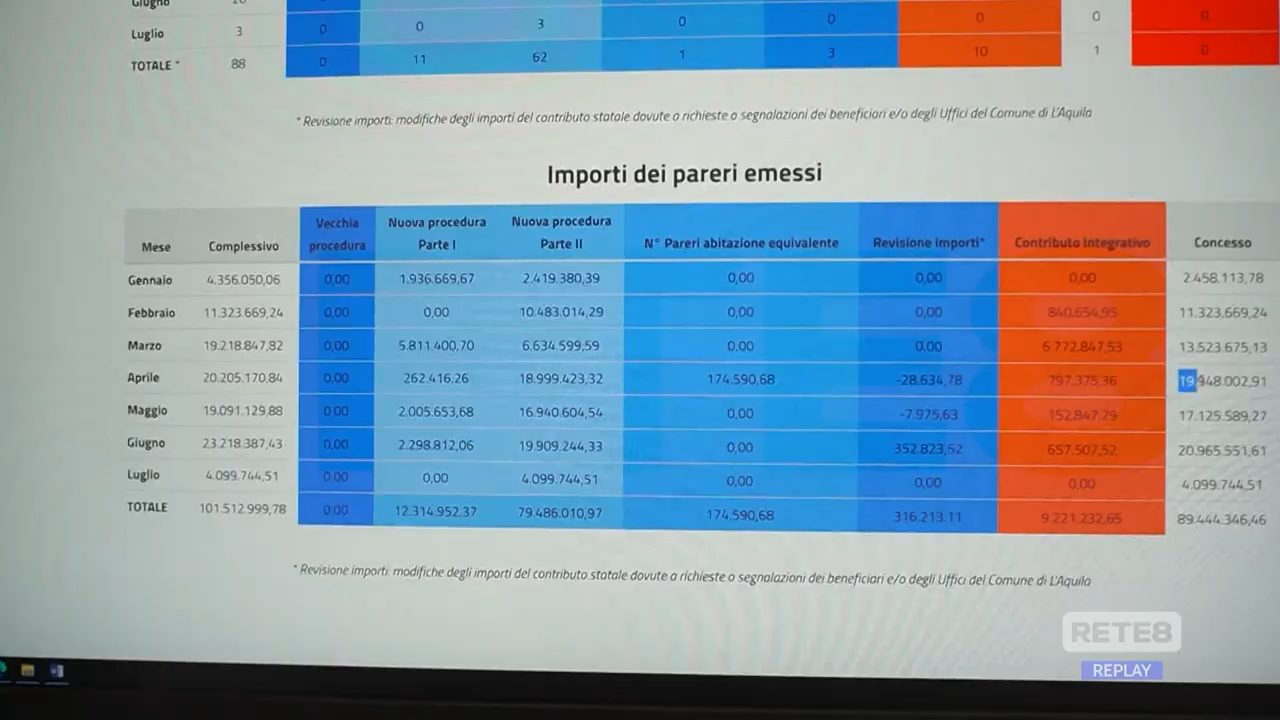 Giugno
Luglio 3 0 0 3 0 0 0 0 0
TOTALE * 88 0 11 62 1 3 10 1 0
* Revisione importi: modifiche degli importi del contributo statale dovute a richieste o segnalazioni dei beneficiari e/o degli Uffici del Comune di L'Aquila
Importi dei pareri emessi
Mese Complessivo Vecchia procedura Nuova procedura Parte I Nuova procedura Parte II N° Pareri abitazione equivalente Revisione importi* Contributo Integrativo Concesso
Gennaio 4.356.050,06 0,00 1.936.669,67 2.419.380,39 0,00 0,00 0,00 2.458.113,78
Febbraio 11.323.669,24 0,00 0,00 10.483.014,29 0,00 0,00 840.654,95 11.323.669,24
Marzo 19.218.847,82 0,00 5.811.400,70 6.634.599,59 0,00 0,00 6.772.847,53 13.523.675,13
Aprile 20.205.170,84 0,00 262.416,26 18.999.423,32 174.590,68 -28.634,78 797.375,36 19.948.002,91
Maggio 19.091.129,88 0,00 2.005.653,68 16.940.604,54 0,00 -7.975,63 152.847,29 17.125.589,27
Giugno 23.218.387,43 0,00 2.298.812,06 19.909.244,33 0,00 352.823,52 657.507,52 20.965.551,61
Luglio 4.099.744,51 0,00 0,00 4.099.744,51 0,00 0,00 0,00 4.099.744,51
TOTALE 101.512.999,78 0,00 12.314.952,37 79.486.010,97 174.590,68 316.213,11 9.221.232,65 89.444.346,46
* Revisione importi: modifiche degli importi del contributo statale dovute a richieste o segnalazioni dei beneficiari e/o degli Uffici del Comune di L'Aquila
RETE8
REPLAY